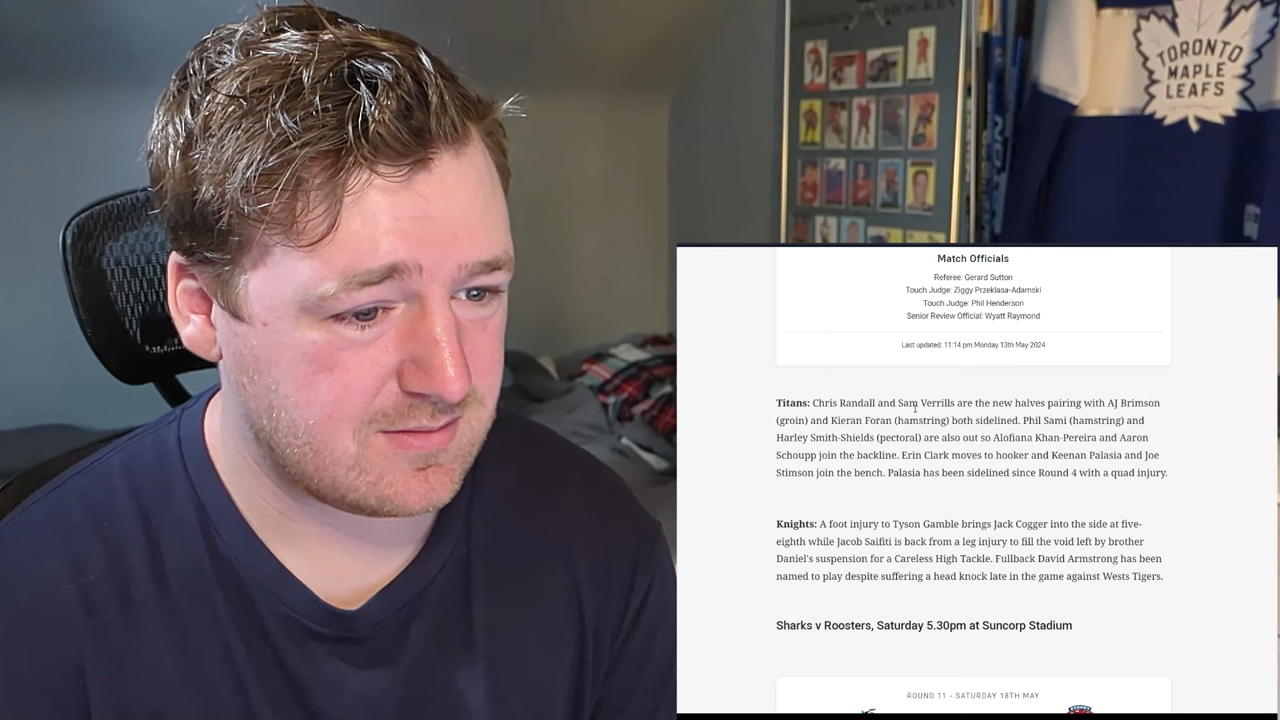 TORONTO
MAPLE
LEAFS
Match Officials
Referee: Gerard Sutton
Touch Judge: Ziggy Przeklasa-Adamski
Touch Judge: Phil Henderson
Senior Review Official: Wyatt Raymond
Last updated: 11:14 pm Monday 13th May 2024
Titans: Chris Randall and Sam Verrills are the new halves pairing with AJ Brimson
(groin) and Kieran Foran (hamstring) both sidelined. Phil Sami (hamstring) and
Harley Smith-Shields (pectoral) are also out so Alofiana Khan-Pereira and Aaron
Schoupp join the backline. Erin Clark moves to hooker and Keenan Palasia and Joe
Stimson join the bench. Palasia has been sidelined since Round 4 with a quad injury.
Knights: A foot injury to Tyson Gamble brings Jack Cogger into the side at five-
eighth while Jacob Saifiti is back from a leg injury to fill the void left by brother
Daniel's suspension for a Careless High Tackle. Fullback David Armstrong has been
named to play despite suffering a head knock late in the game against Wests Tigers.
Sharks v Roosters, Saturday 5.30pm at Suncorp Stadium
ROUND 11 - SATURDAY 18TH MAY